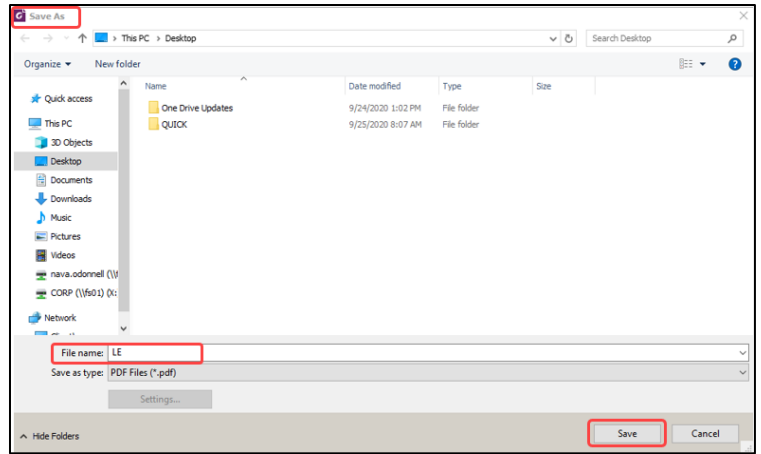 Save As
This PC > Desktop
Search Desktop
Organize
New folder
Name
Date modified
Type
Size
One Drive Updates
9/24/2020 1:02 PM
File folder
QUICK
9/25/2020 8:07 AM
File folder
Quick access
This PC
3D Objects
Desktop
Documents
Downloads
Music
Pictures
Videos
nava.odonnell (\\
CORP (\\fs01) (X:
Network
File name: LE
Save as type: PDF Files (*.pdf)
Settings...
Hide Folders
Save
Cancel